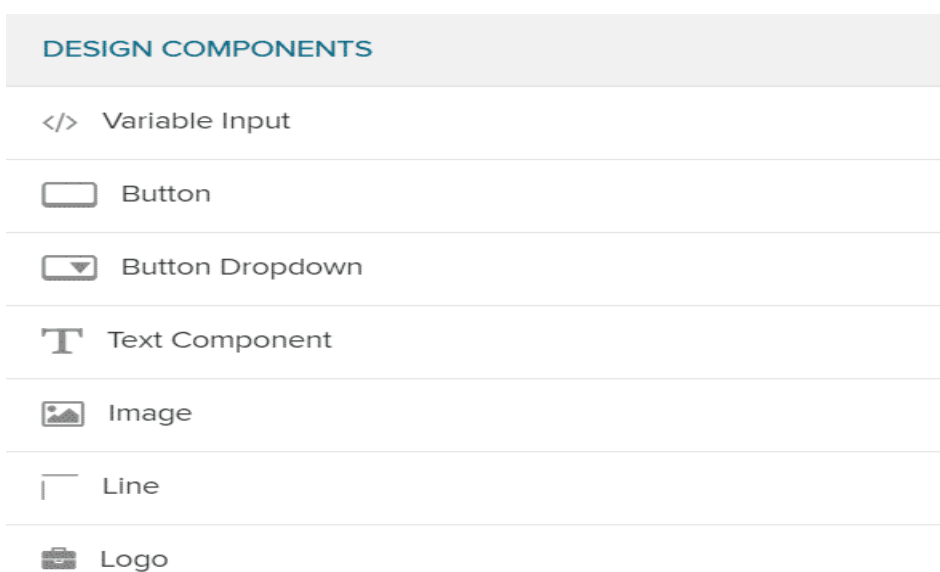 DESIGN COMPONENTS
</> Variable Input
Button
Button Dropdown
T Text Component
Image
Line
Logo